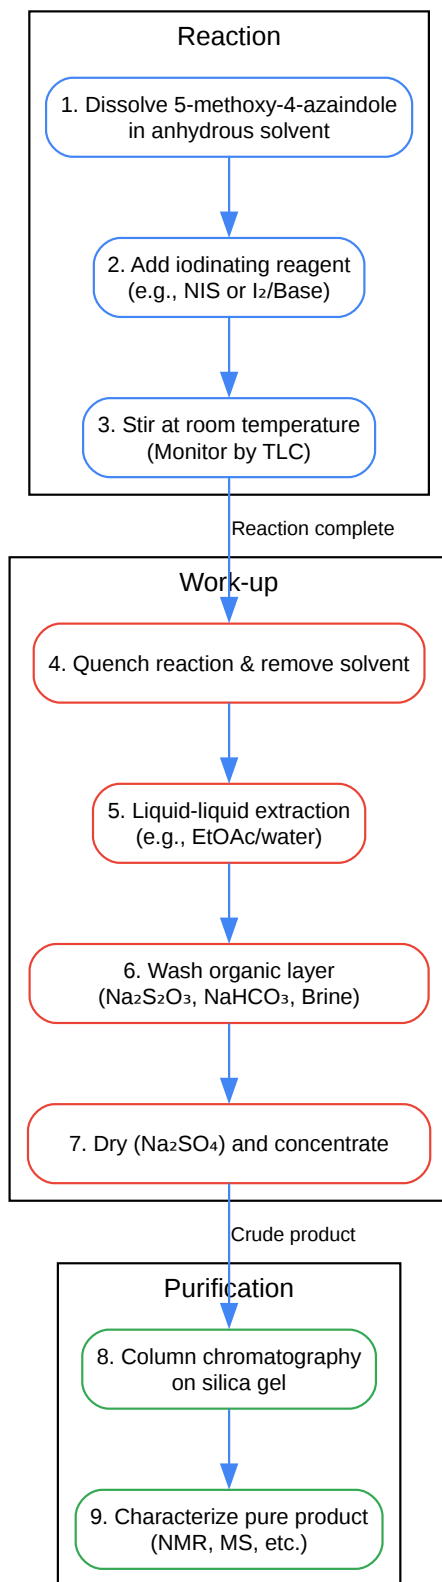 Reaction
1. Dissolve 5-methoxy-4-azaindole
in anhydrous solvent
2. Add iodinating reagent
(e.g., NIS or I₂/Base)
3. Stir at room temperature
(Monitor by TLC)
Reaction complete
Work-up
4. Quench reaction & remove solvent
5. Liquid-liquid extraction
(e.g., EtOAc/water)
6. Wash organic layer
(Na₂S₂O₃, NaHCO₃, Brine)
7. Dry (Na₂SO₄) and concentrate
Crude product
Purification
8. Column chromatography
on silica gel
9. Characterize pure product
(NMR, MS, etc.)